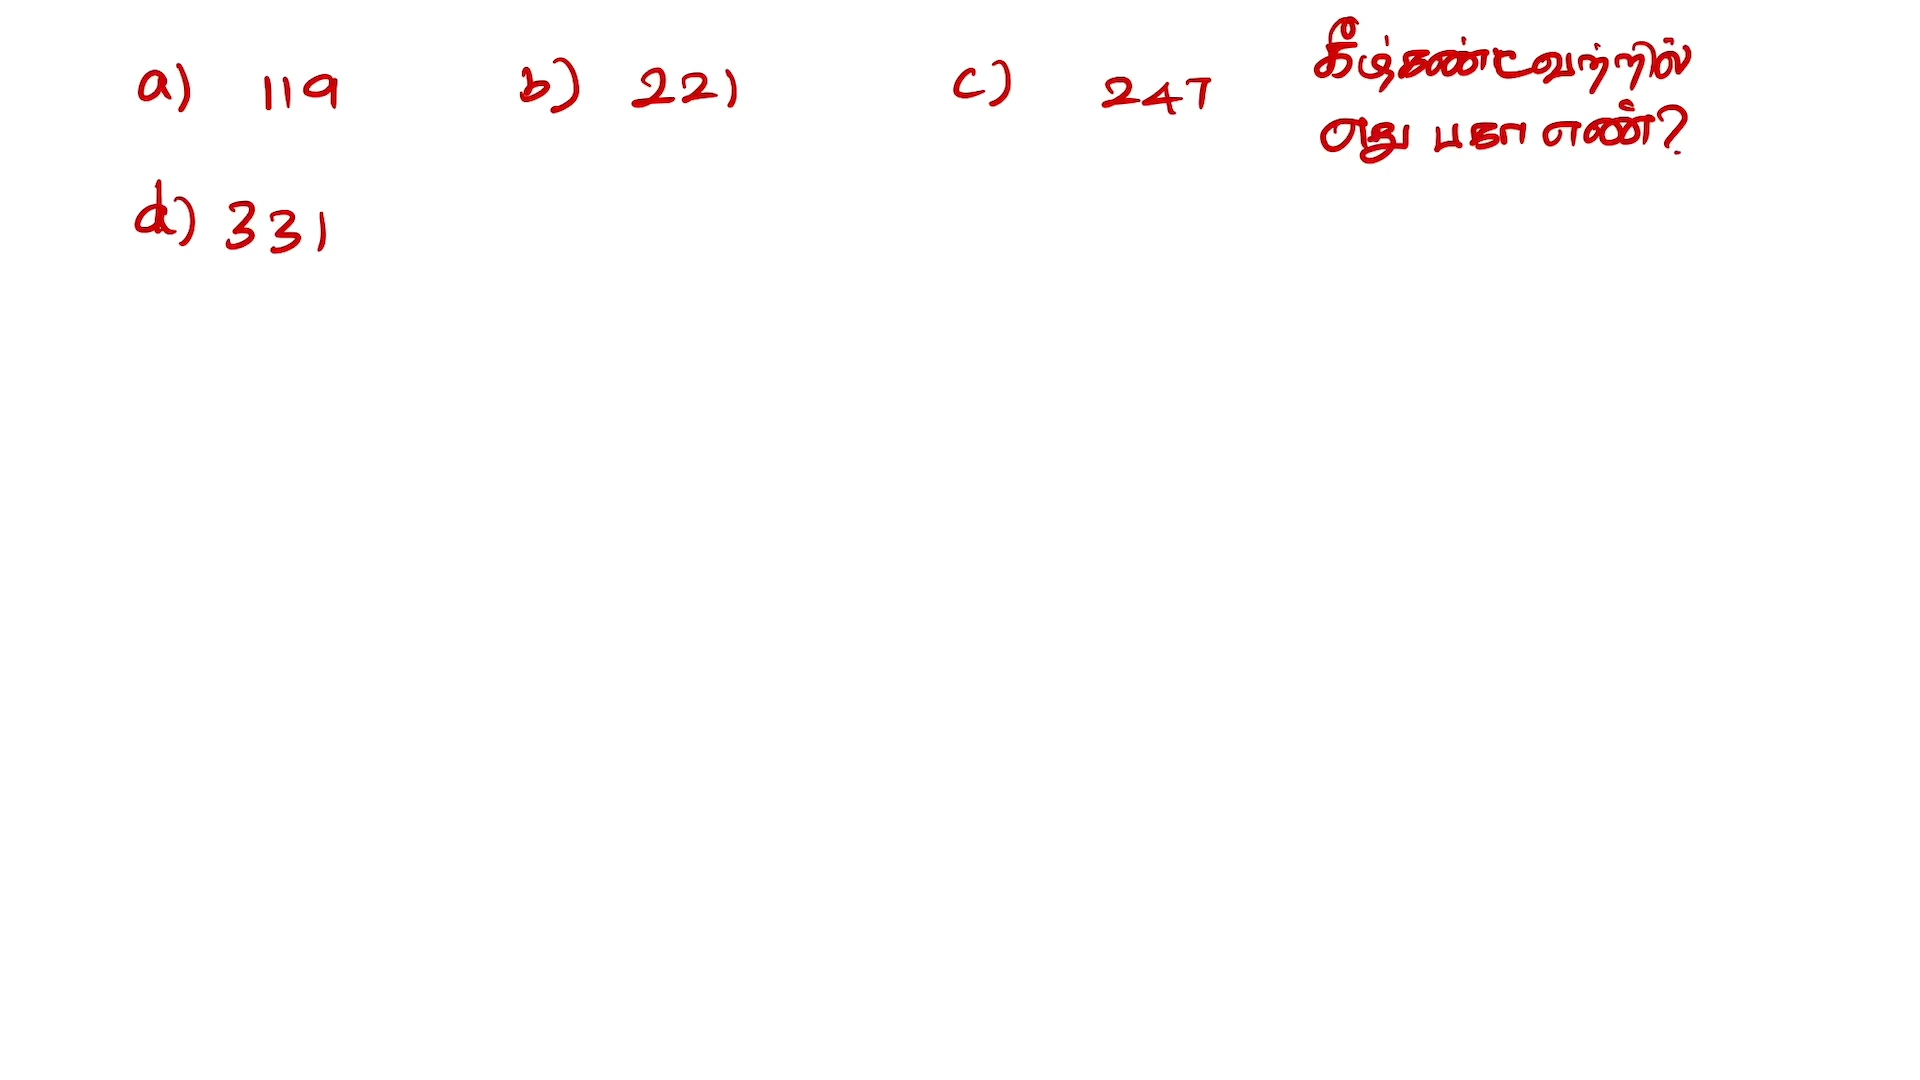 a) 119 b) 221 c) 247 கீழ்கண்டவற்றில்
எது பகா எண்?
d) 331